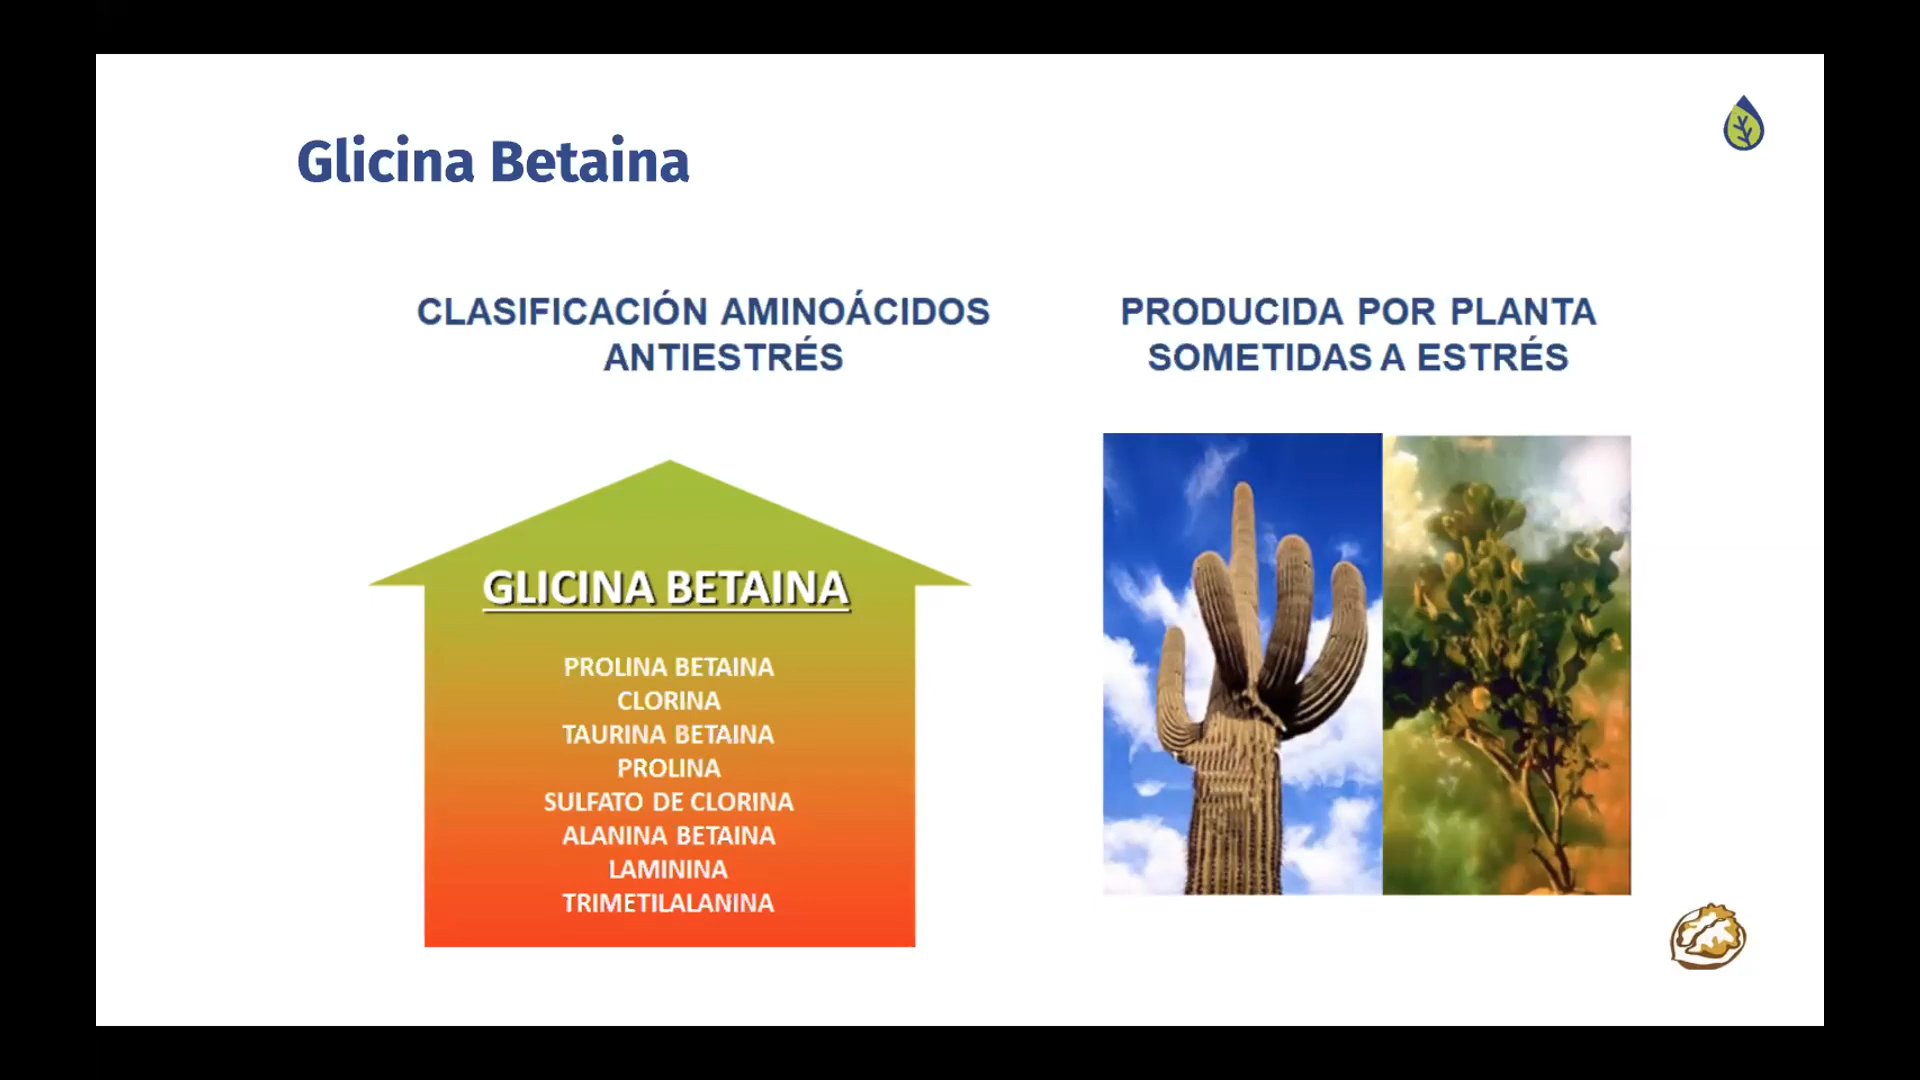 Glicina Betaina
CLASIFICACIÓN AMINOÁCIDOS
ANTIESTRÉS
PRODUCIDA POR PLANTA
SOMETIDAS A ESTRÉS
GLICINA BETAINA
PROLINA BETAINA
CLORINA
TAURINA BETAINA
PROLINA
SULFATO DE CLORINA
ALANINA BETAINA
LAMININA
TRIMETILALANINA